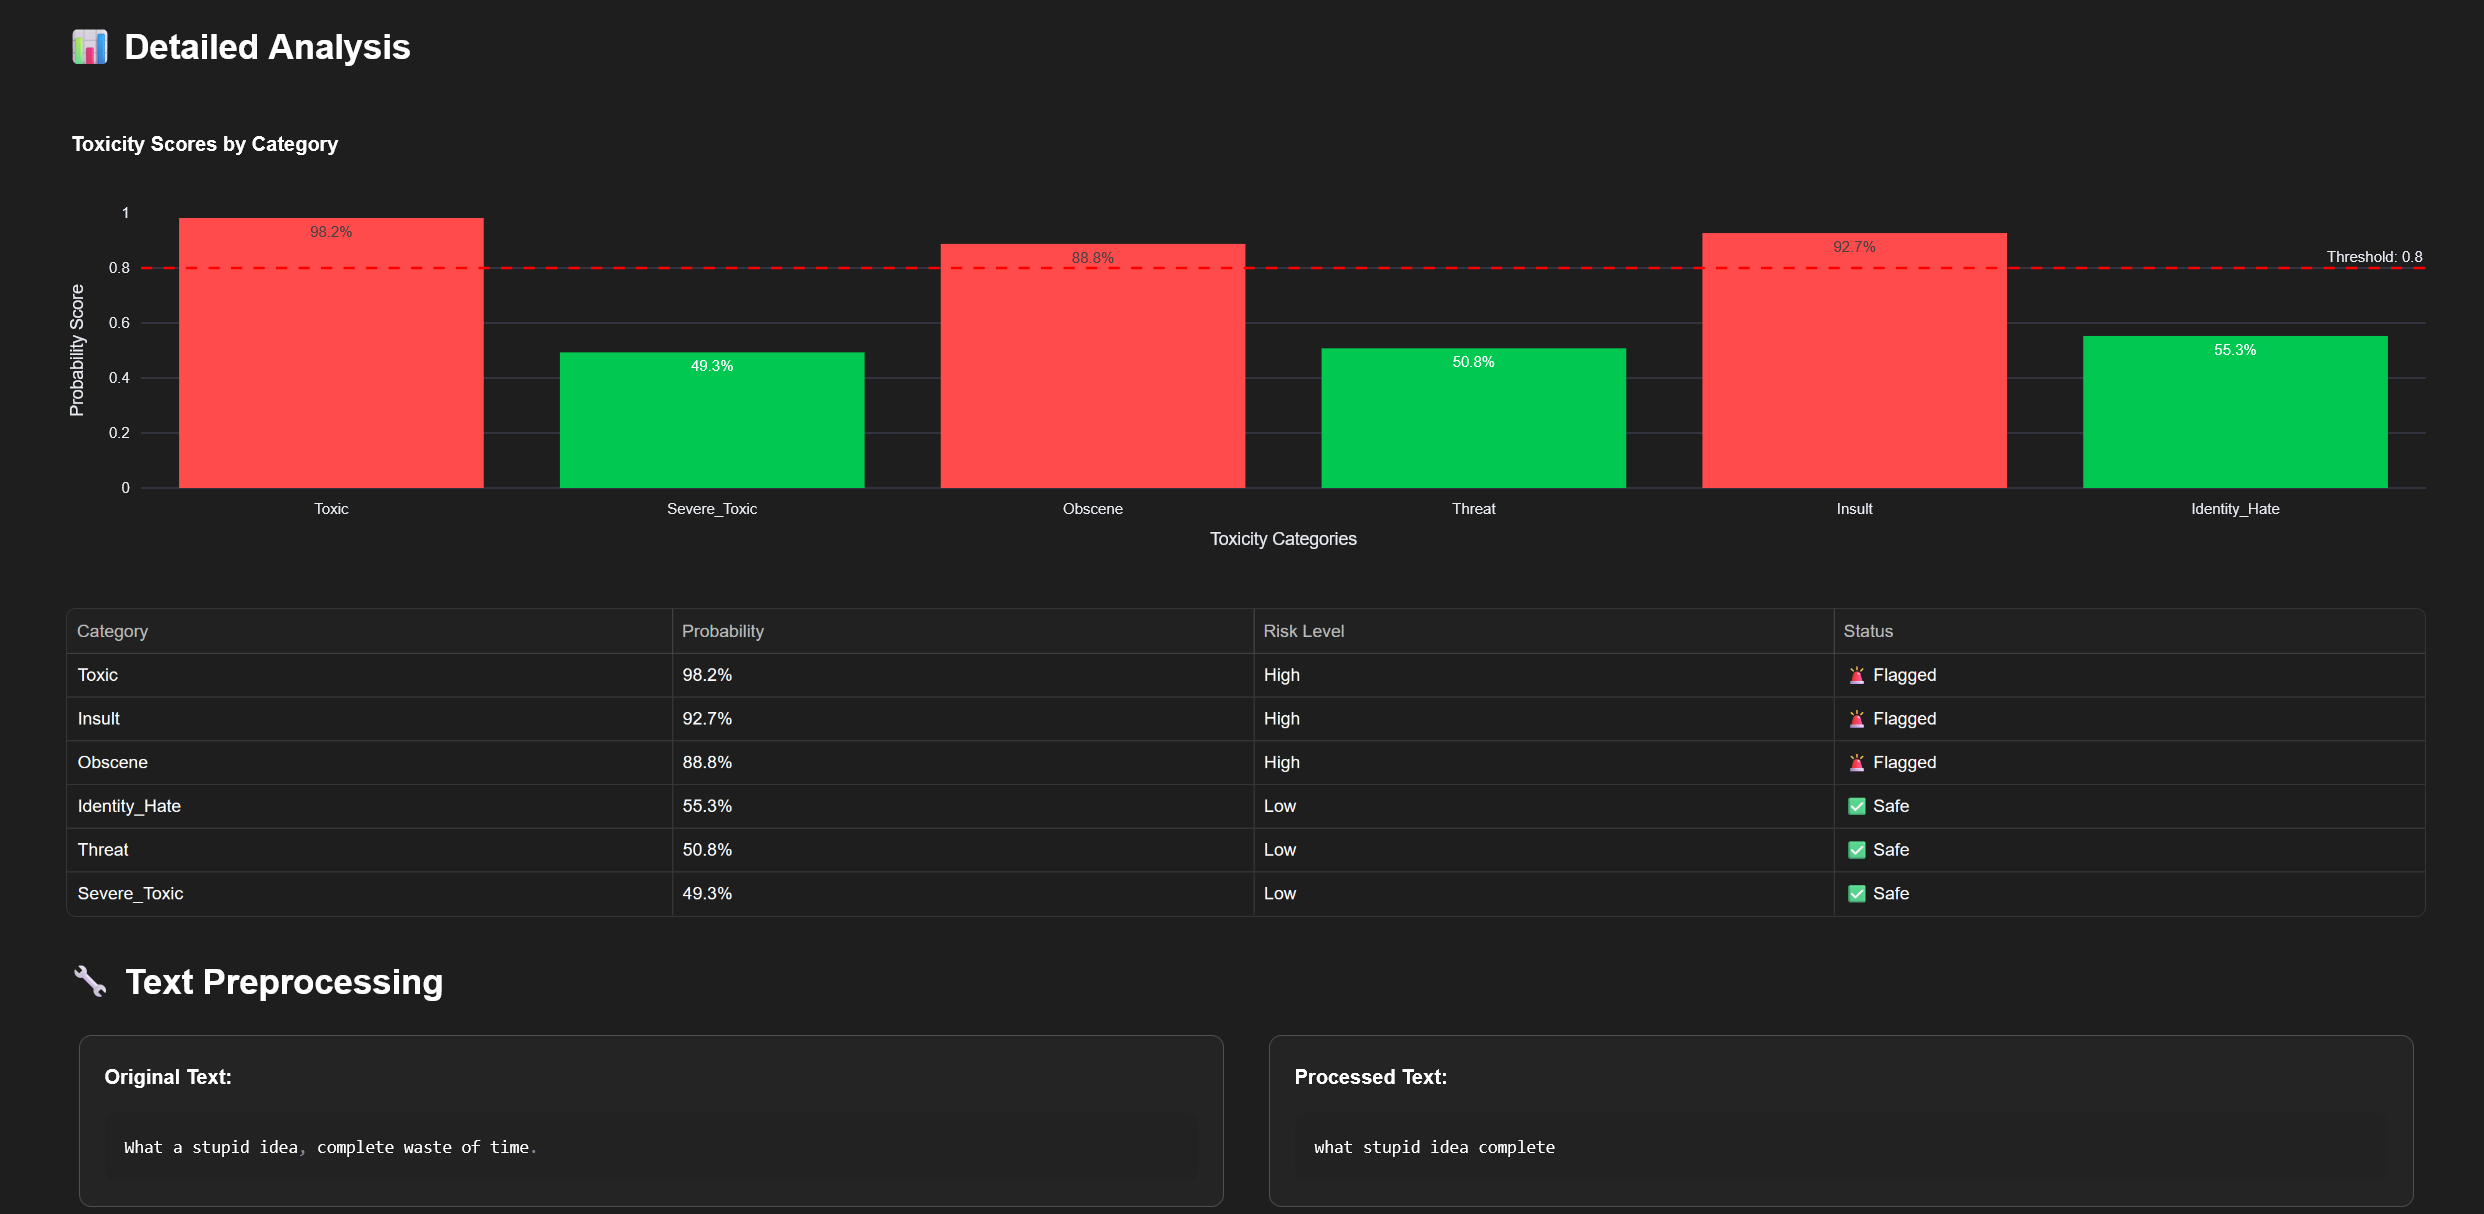 Detailed Analysis
Toxicity Scores by Category
1
0.8
0.6
0.4
0.2
0
Probability Score
98.2%
49.3%
88.8%
50.8%
92.7%
55.3%
Threshold: 0.8
Toxic Severe_Toxic Obscene Threat Insult Identity_Hate
Toxicity Categories
Category Probability Risk Level Status
Toxic 98.2% High Flagged
Insult 92.7% High Flagged
Obscene 88.8% High Flagged
Identity_Hate 55.3% Low Safe
Threat 50.8% Low Safe
Severe_Toxic 49.3% Low Safe
Text Preprocessing
Original Text:
What a stupid idea, complete waste of time.
Processed Text:
what stupid idea complete